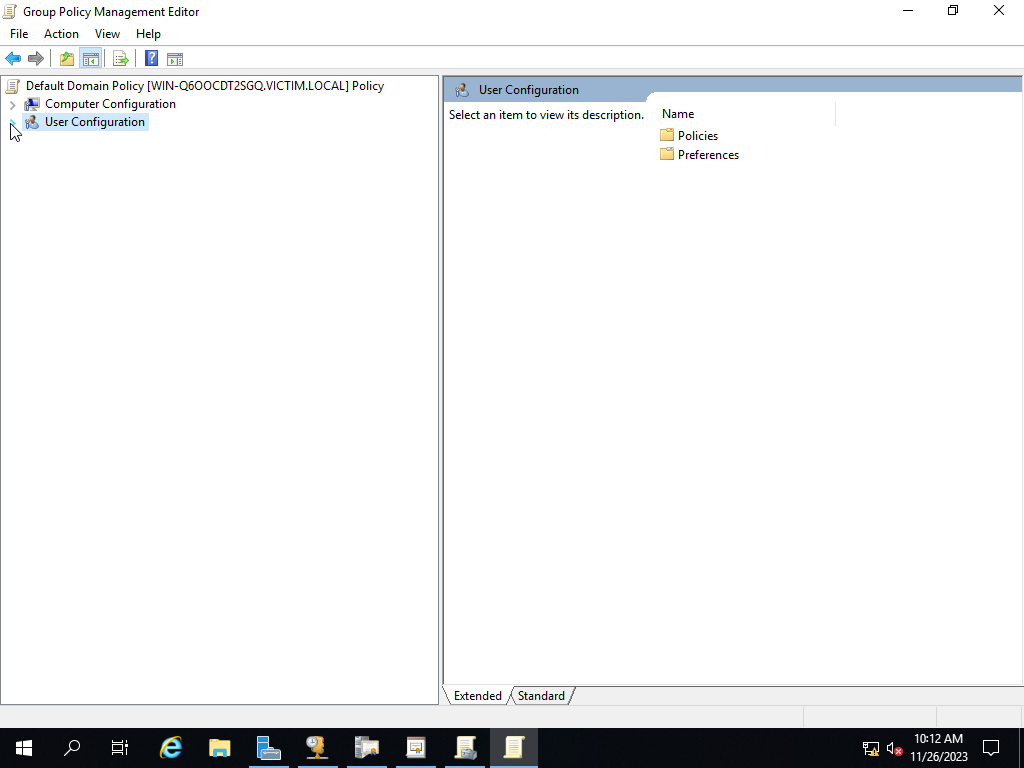 Group Policy Management Editor
File Action View Help
Default Domain Policy [WIN-Q6OOCDT2SGQ.VICTIM.LOCAL] Policy
Computer Configuration
User Configuration
User Configuration
Select an item to view its description.
Name
Policies
Preferences
Extended Standard
10:12 AM
11/26/2023